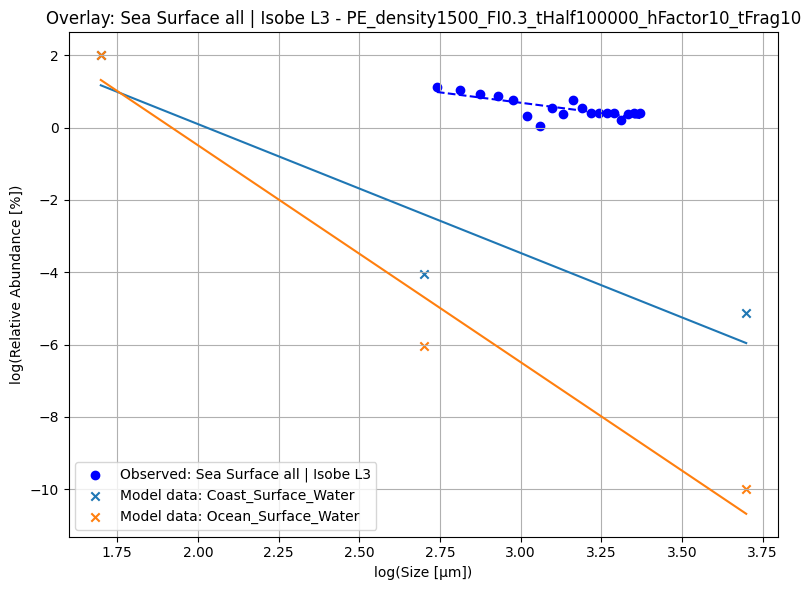 Overlay: Sea Surface all | Isobe L3 - PE_density1500_FI0.3_tHalf100000_hFactor10_tFrag10
log(Relative Abundance [%])
2
0
−2
−4
−6
−8
−10
Observed: Sea Surface all | Isobe L3
Model data: Coast_Surface_Water
Model data: Ocean_Surface_Water
1.75 2.00 2.25 2.50 2.75 3.00 3.25 3.50 3.75
log(Size [μm])